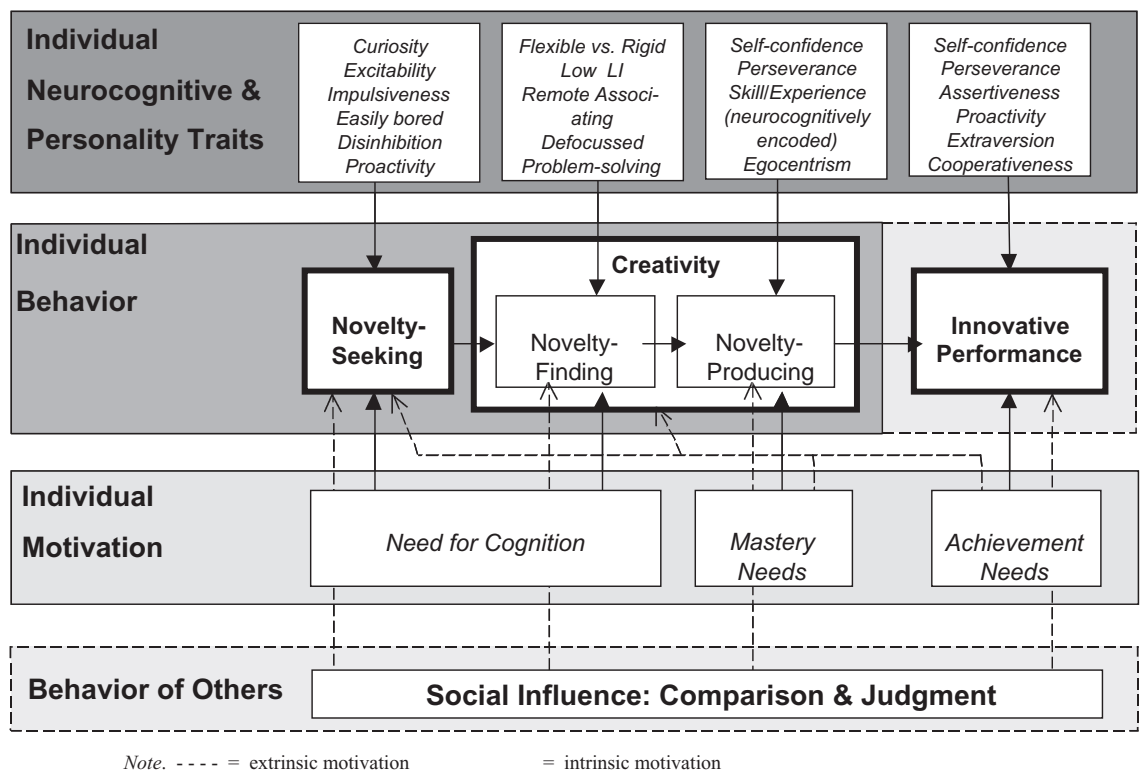 Individual
Neurocognitive &
Personality Traits
Curiosity
Excitability
Impulsiveness
Easily bored
Disinhibition
Proactivity
Flexible vs. Rigid
Low LI
Remote Associ-
ating
Defocussed
Problem-solving
Self-confidence
Perseverance
Skill/Experience
(neurocognitively
encoded)
Egocentrism
Self-confidence
Perseverance
Assertiveness
Proactivity
Extraversion
Cooperativeness
Individual
Behavior
Novelty-
Seeking
Creativity
Novelty-
Finding
Novelty-
Producing
Innovative
Performance
Individual
Motivation
Need for Cognition
Mastery
Needs
Achievement
Needs
Behavior of Others
Social Influence: Comparison & Judgment
Note. - - - - = extrinsic motivation = intrinsic motivation